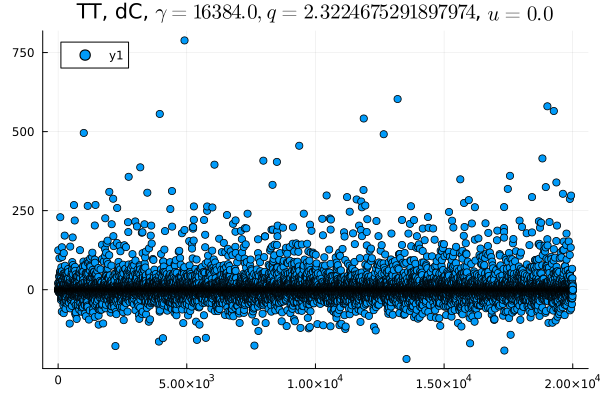 TT, dC, γ = 16384.0, q = 2.3224675291897974, u = 0.0
y1
750
500
250
0
0 5.00×10³ 1.00×10⁴ 1.50×10⁴ 2.00×10⁴